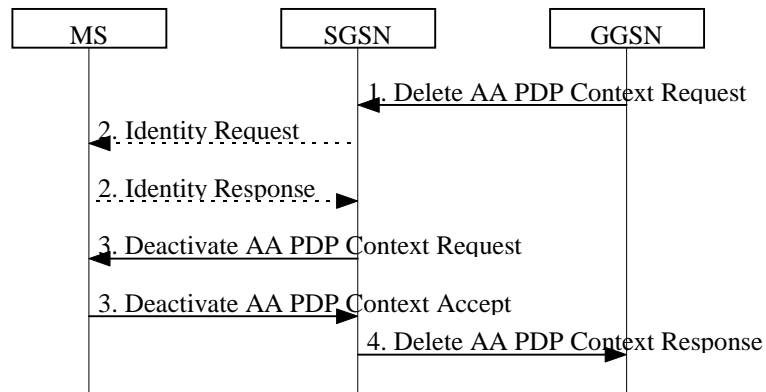 MS SGSN GGSN
1. Delete AA PDP Context Request
2. Identity Request
2. Identity Response
3. Deactivate AA PDP Context Request
3. Deactivate AA PDP Context Accept
4. Delete AA PDP Context Response